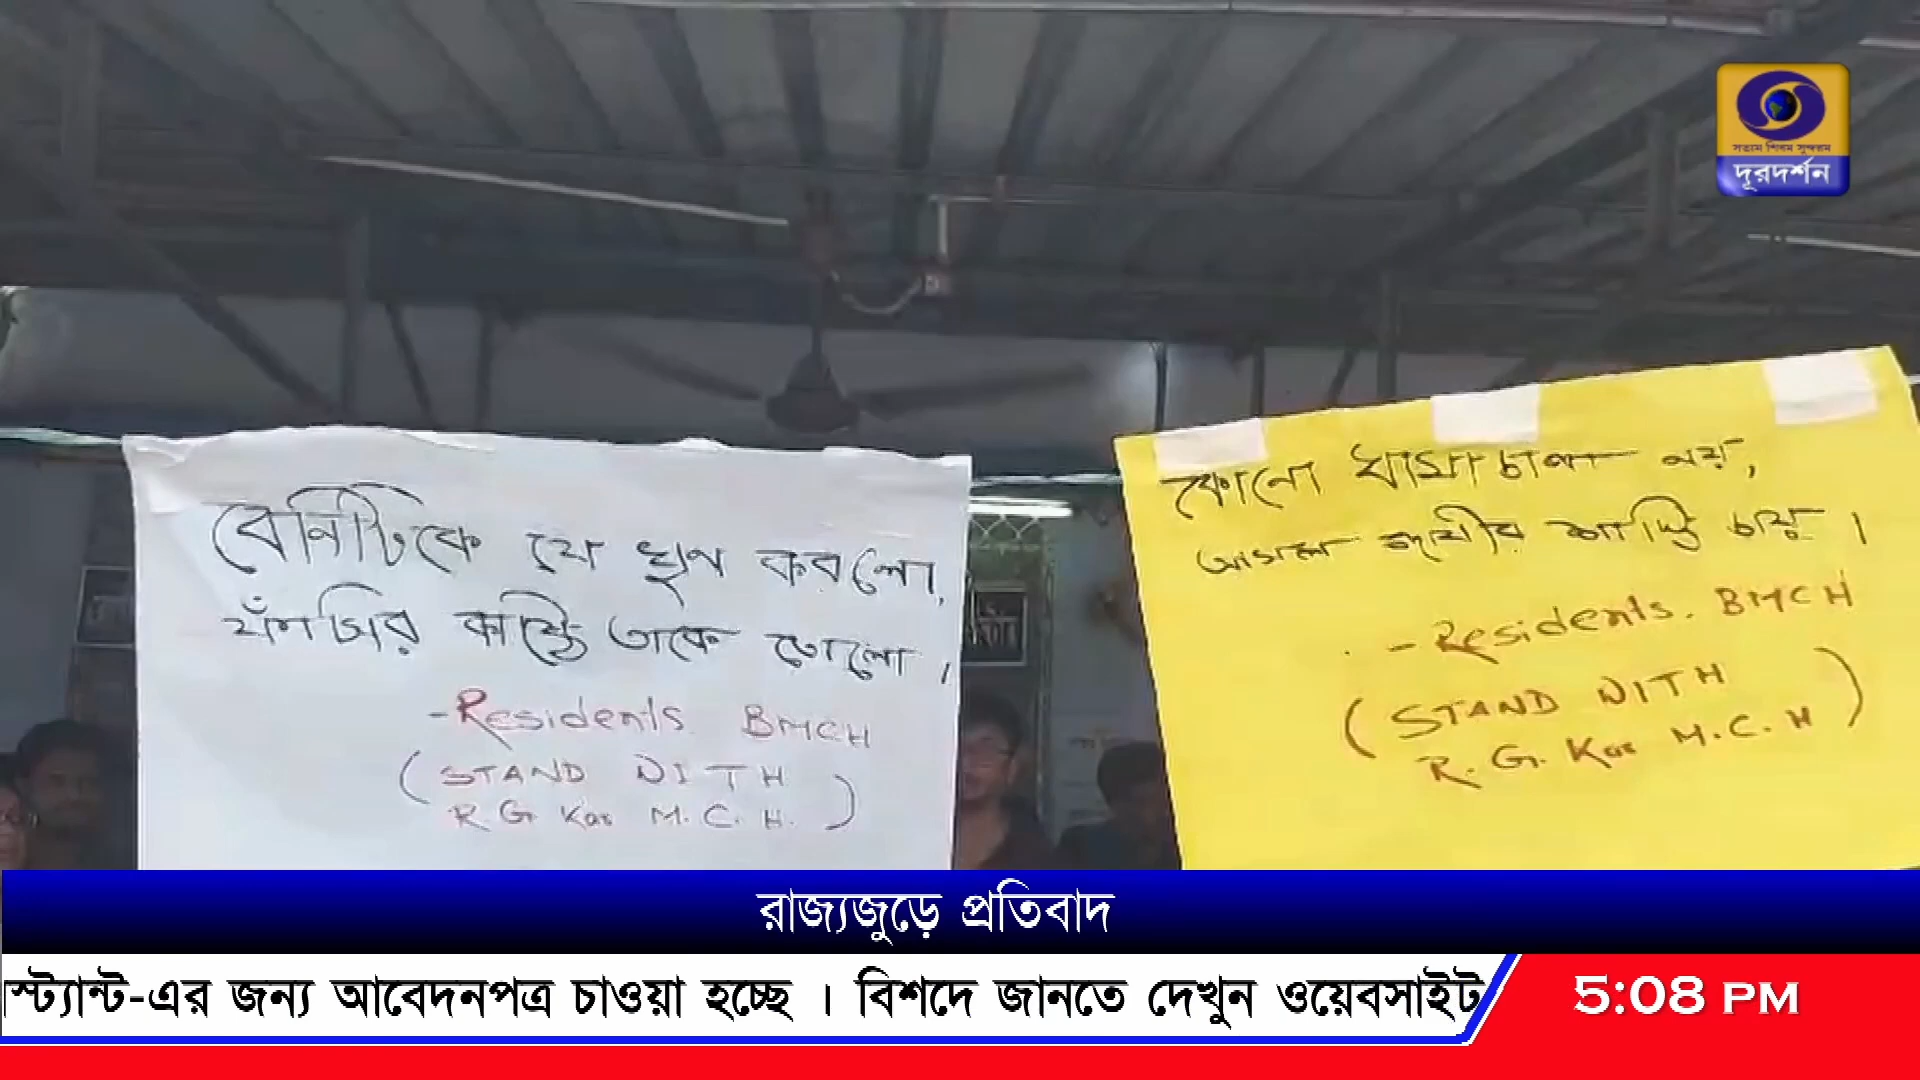 সত্যম শিবম সুন্দরম
দূরদর্শন
বোনটিকে যে খুন করলো,
ফাঁসির কাষ্ঠে তাকে তোলো।
-Residents BMCH
(STAND WITH
R G Kar M.C.H.)
কোনো ধামাচাপা নয়,
আসল দোষীর শাস্তি চায়।
-Residents. BMCH
(STAND WITH
R. G. Kar M.C.H)
রাজ্যজুড়ে প্রতিবাদ
স্ট্যান্ট-এর জন্য আবেদনপত্র চাওয়া হচ্ছে । বিশদে জানতে দেখুন ওয়েবসাইট
5:08 PM